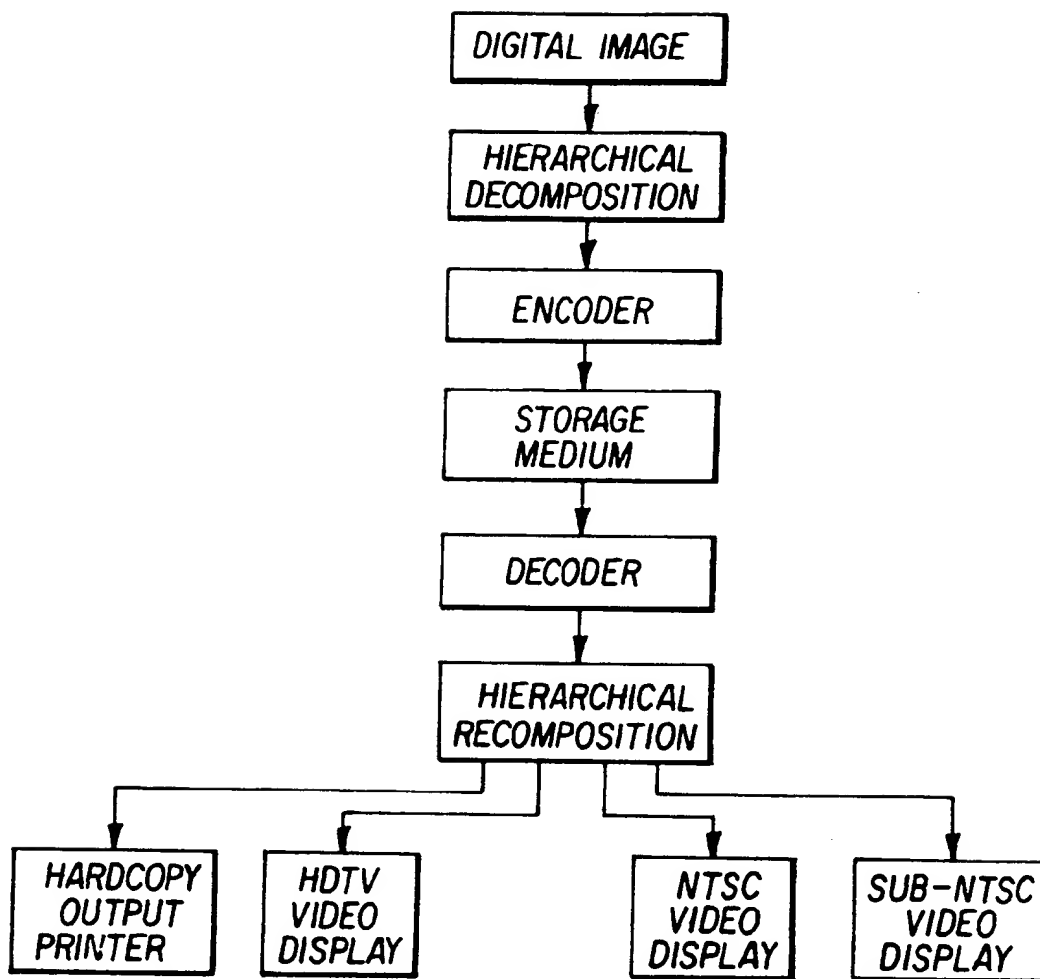 DIGITAL IMAGE
HIERARCHICAL
DECOMPOSITION
ENCODER
STORAGE
MEDIUM
DECODER
HIERARCHICAL
RECOMPOSITION
HARDCOPY
OUTPUT
PRINTER
HDTV
VIDEO
DISPLAY
NTSC
VIDEO
DISPLAY
SUB-NTSC
VIDEO
DISPLAY